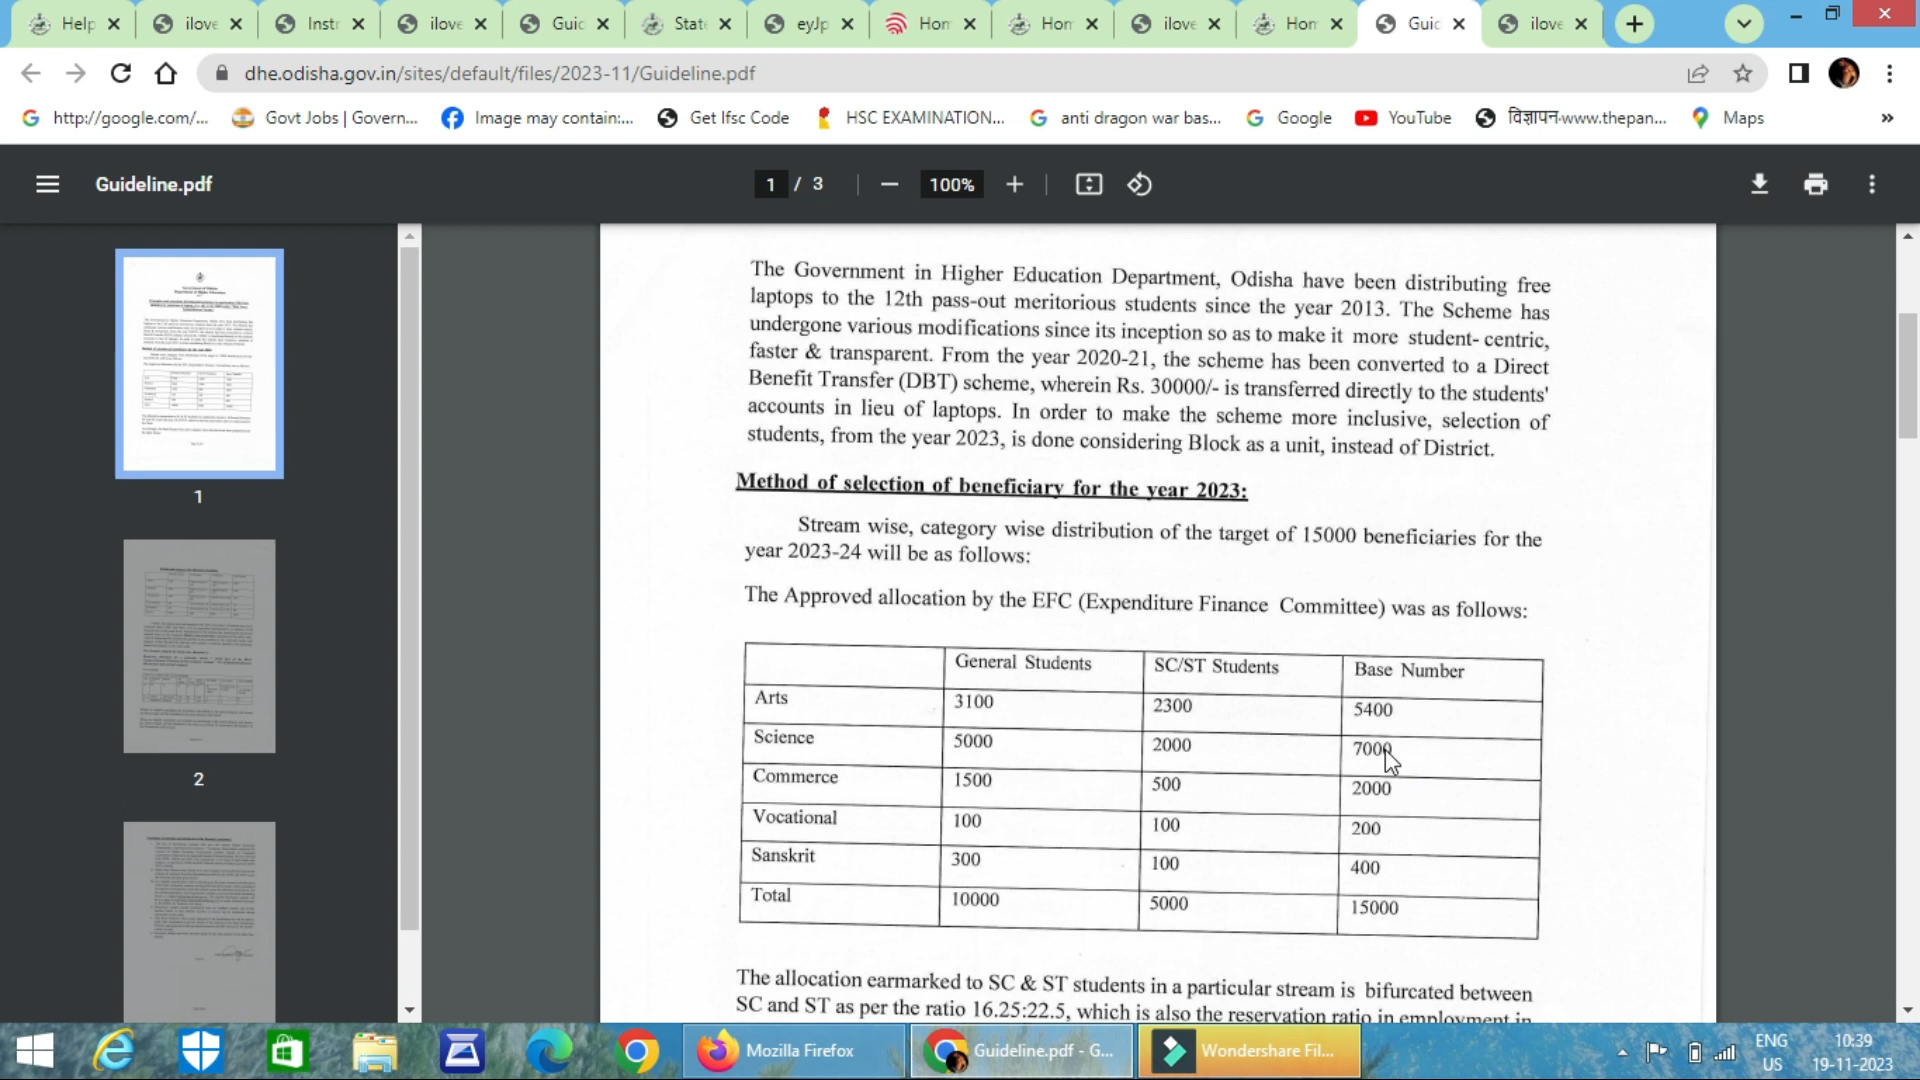 Help
ilove
Instr
ilove
Guid
State
eyJp
Hom
Hom
ilove
Hom
Guid
ilove
dhe.odisha.gov.in/sites/default/files/2023-11/Guideline.pdf
http://google.com/... Govt Jobs | Govern... Image may contain:... Get Ifsc Code HSC EXAMINATION... anti dragon war bas... Google YouTube विज्ञापन-www.thepan... Maps »
Guideline.pdf 1 / 3 100%
1
2
The Government in Higher Education Department, Odisha have been distributing free
laptops to the 12th pass-out meritorious students since the year 2013. The Scheme has
undergone various modifications since its inception so as to make it more student- centric,
faster & transparent. From the year 2020-21, the scheme has been converted to a Direct
Benefit Transfer (DBT) scheme, wherein Rs. 30000/- is transferred directly to the students'
accounts in lieu of laptops. In order to make the scheme more inclusive, selection of
students, from the year 2023, is done considering Block as a unit, instead of District.
Method of selection of beneficiary for the year 2023:
Stream wise, category wise distribution of the target of 15000 beneficiaries for the
year 2023-24 will be as follows:
The Approved allocation by the EFC (Expenditure Finance Committee) was as follows:
General Students SC/ST Students Base Number
Arts 3100 2300 5400
Science 5000 2000 7000
Commerce 1500 500 2000
Vocational 100 100 200
Sanskrit 300 100 400
Total 10000 5000 15000
The allocation earmarked to SC & ST students in a particular stream is bifurcated between
SC and ST as per the ratio 16.25:22.5, which is also the reservation ratio in employment in
Mozilla Firefox
Guideline.pdf - G...
Wondershare Fil...
ENG
US
10:39
19-11-2023